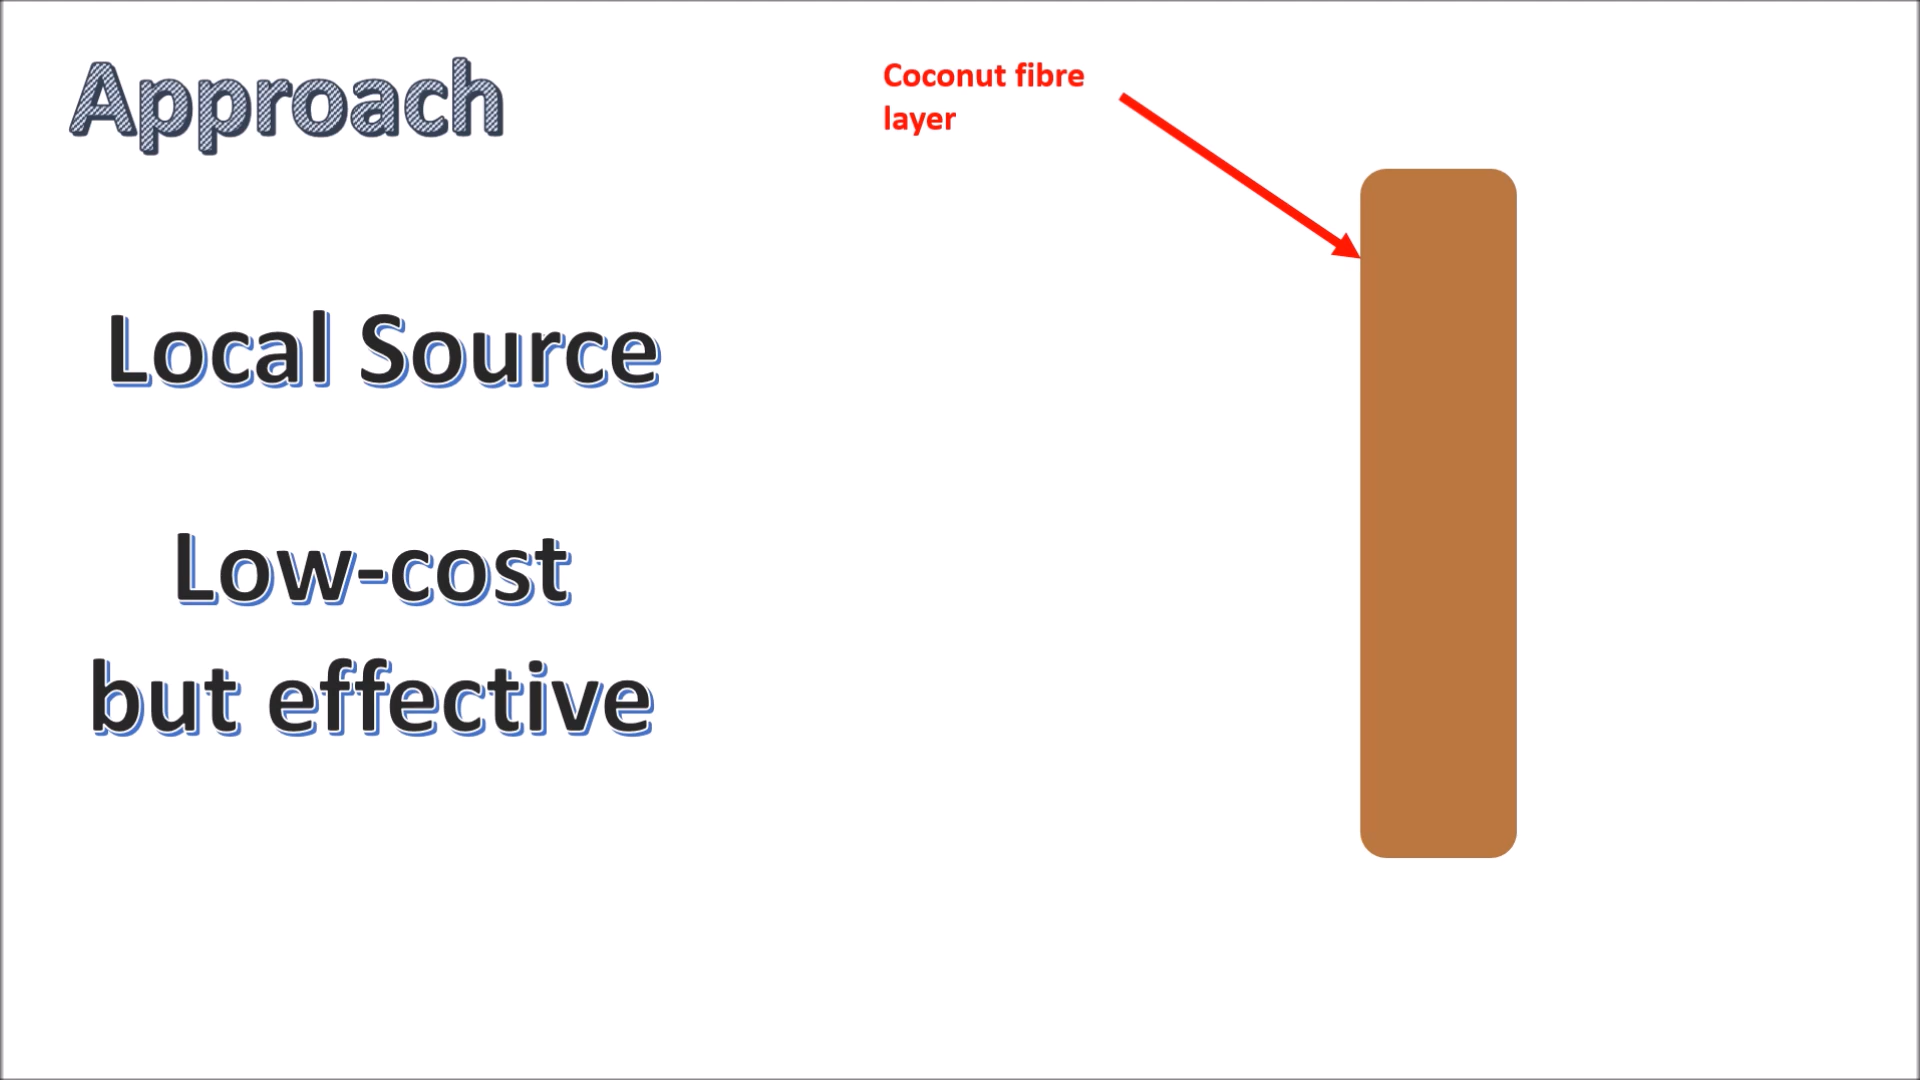 Approach
Coconut fibre
layer
Local Source
Low-cost
but effective